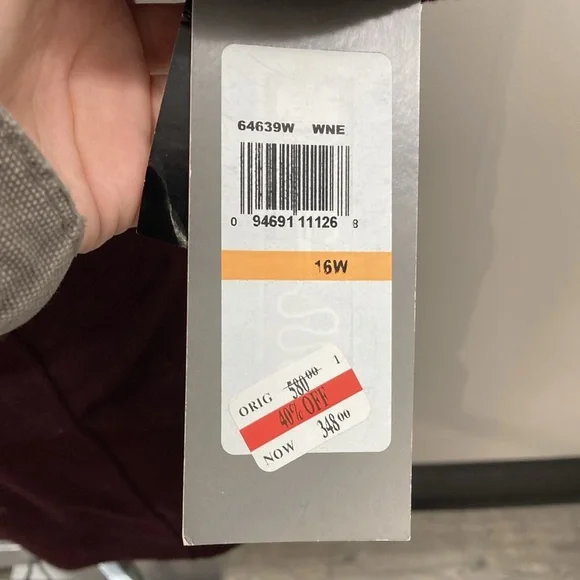 64639W WNE
0 94691 11126 8
16W
ORIG 580.00 1
40% OFF
NOW 348.00